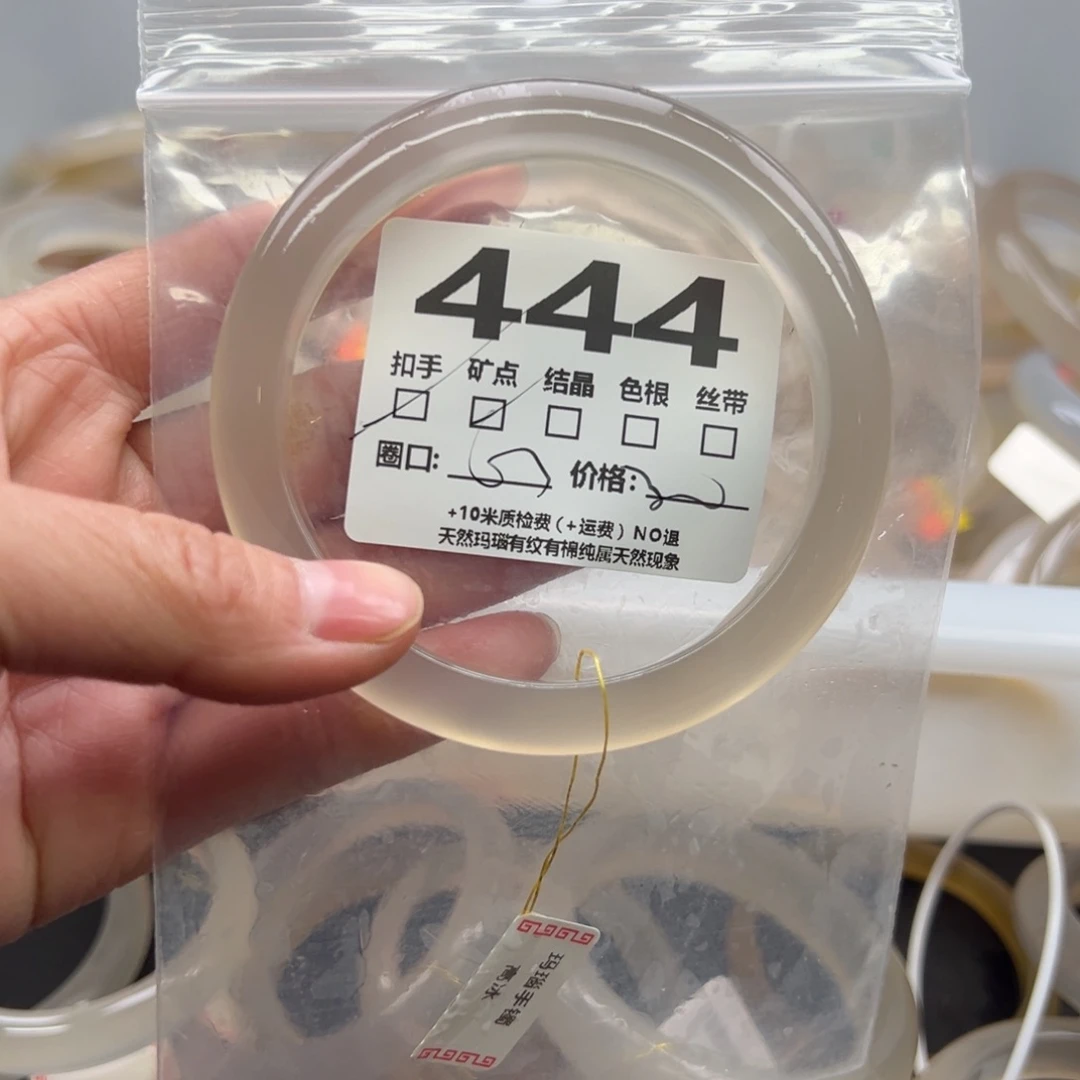 444
扣手 矿点 结晶 色根 丝带
圈口: 价格:
+10米质检费(+运费)NO退
天然玛瑙有纹有棉纯属天然现象
玛瑙手镯
高冰